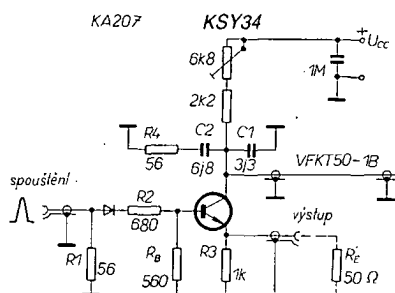 KA207
KSY34
+
Ucc
6k8
1M
2k2
R4
C2
C1
56
6j8
3j3
VFKT50-1B
spouštění
R2
680
výstup
R1
56
RB
560
R3
1k
RE'
50 Ω